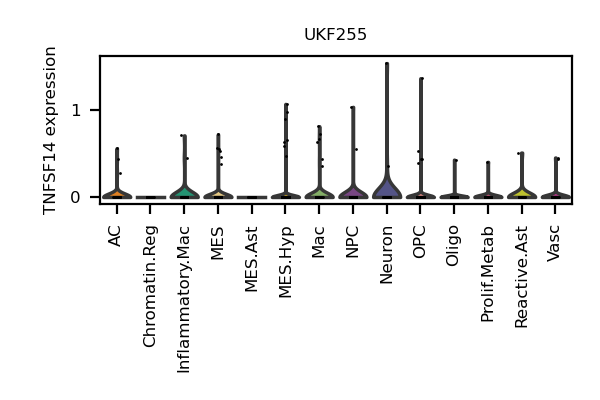 UKF255
TNFSF14 expression
1
0
AC
Chromatin.Reg
Inflammatory.Mac
MES
MES.Ast
MES.Hyp
Mac
NPC
Neuron
OPC
Oligo
Prolif.Metab
Reactive.Ast
Vasc